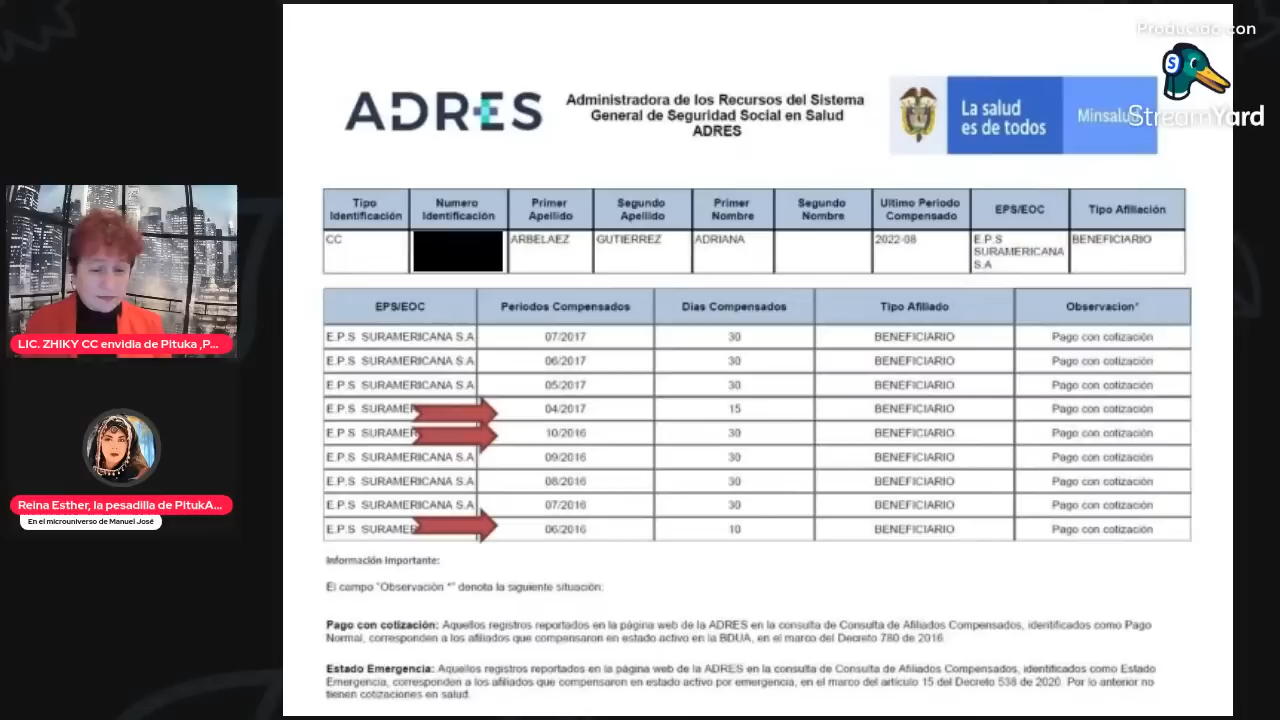 Producido con
StreamYard
ADRES
Administradora de los Recursos del Sistema
General de Seguridad Social en Salud
ADRES
La salud
es de todos
Minsalud
Tipo Identificación | Numero Identificación | Primer Apellido | Segundo Apellido | Primer Nombre | Segundo Nombre | Ultimo Periodo Compensado | EPS/EOC | Tipo Afiliación
CC | ARBELAEZ | GUTIERREZ | ADRIANA | 2022-08 | E.P.S SURAMERICANA S.A | BENEFICIARIO
EPS/EOC | Periodos Compensados | Dias Compensados | Tipo Afiliado | Observacion*
E.P.S SURAMERICANA S.A | 07/2017 | 30 | BENEFICIARIO | Pago con cotización
E.P.S SURAMERICANA S.A | 06/2017 | 30 | BENEFICIARIO | Pago con cotización
E.P.S SURAMERICANA S.A | 05/2017 | 30 | BENEFICIARIO | Pago con cotización
E.P.S SURAMER | 04/2017 | 15 | BENEFICIARIO | Pago con cotización
E.P.S SURAMER | 10/2016 | 30 | BENEFICIARIO | Pago con cotización
E.P.S SURAMERICANA S.A | 09/2016 | 30 | BENEFICIARIO | Pago con cotización
E.P.S SURAMERICANA S.A | 08/2016 | 30 | BENEFICIARIO | Pago con cotización
E.P.S SURAMERICANA S.A | 07/2016 | 30 | BENEFICIARIO | Pago con cotización
E.P.S SURAMER | 06/2016 | 10 | BENEFICIARIO | Pago con cotización
Información Importante:
El campo "Observación *" denota la siguiente situación:
Pago con cotización: Aquellos registros reportados en la página web de la ADRES en la consulta de Consulta de Afiliados Compensados, identificados como Pago
Normal, corresponden a los afiliados que compensaron en estado activo en la BDUA, en el marco del Decreto 780 de 2016.
Estado Emergencia: Aquellos registros reportados en la página web de la ADRES en la consulta de Consulta de Afiliados Compensados, identificados como Estado
Emergencia, corresponden a los afiliados que compensaron en estado activo por emergencia, en el marco del artículo 15 del Decreto 538 de 2020. Por lo anterior no
tienen cotizaciones en salud.
LIC. ZHIKY CC envidia de Pituka ,P...
Reina Esther, la pesadilla de PitukA...
En el microuniverso de Manuel José